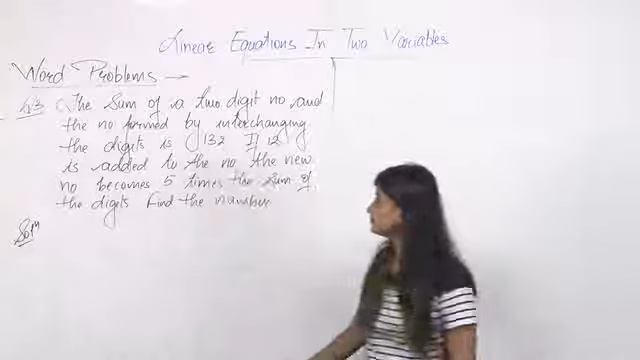 Linear Equations In Two Variables
Word Problems →
Q.3 The Sum of a two digit no and
the no formed by interchanging
the digits is 132 If 12
is added to the no the new
no becomes 5 times the sum of
the digits Find the number
Solⁿ